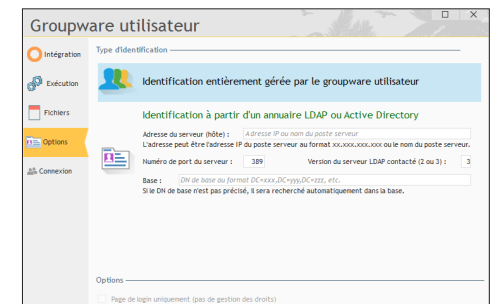 Groupware utilisateur
Intégration
Exécution
Fichiers
Options
Connexion
Type d'identification
Identification entièrement gérée par le groupware utilisateur
Identification à partir d'un annuaire LDAP ou Active Directory
Adresse du serveur (hôte) : Adresse IP ou nom du poste serveur
L'adresse peut être l'adresse IP du poste serveur au format xx.xxx.xxx.xxx ou le nom du poste serveur.
Numéro de port du serveur : 389 Version du serveur LDAP contacté (2 ou 3) : 3
Base : DN de base au format DC=xxx,DC=yyy,DC=zzz, etc.
Si le DN de base n'est pas précisé, il sera recherché automatiquement dans la base.
Options
Page de login uniquement (pas de gestion des droits)